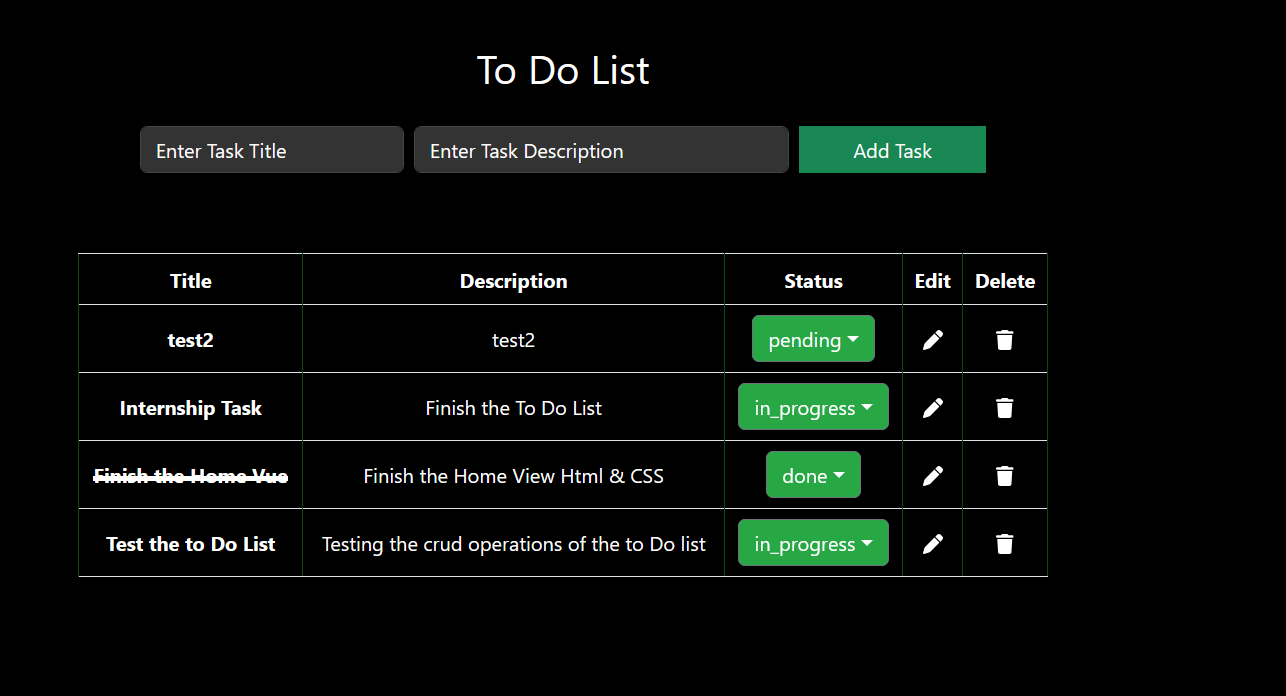 To Do List
Enter Task Title Enter Task Description Add Task
Title Description Status Edit Delete
test2 test2 pending
Internship Task Finish the To Do List in_progress
Finish the Home Vue Finish the Home View Html & CSS done
Test the to Do List Testing the crud operations of the to Do list in_progress